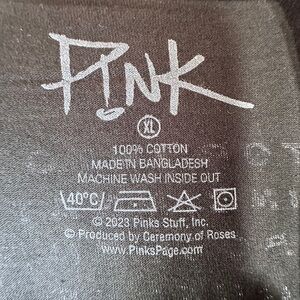 P!NK
XL
100% COTTON
MADE IN BANGLADESH
MACHINE WASH INSIDE OUT
40°C
© 2023 Pinks Stuff, Inc.
© Produced by Ceremony of Roses
www.PinksPage.com